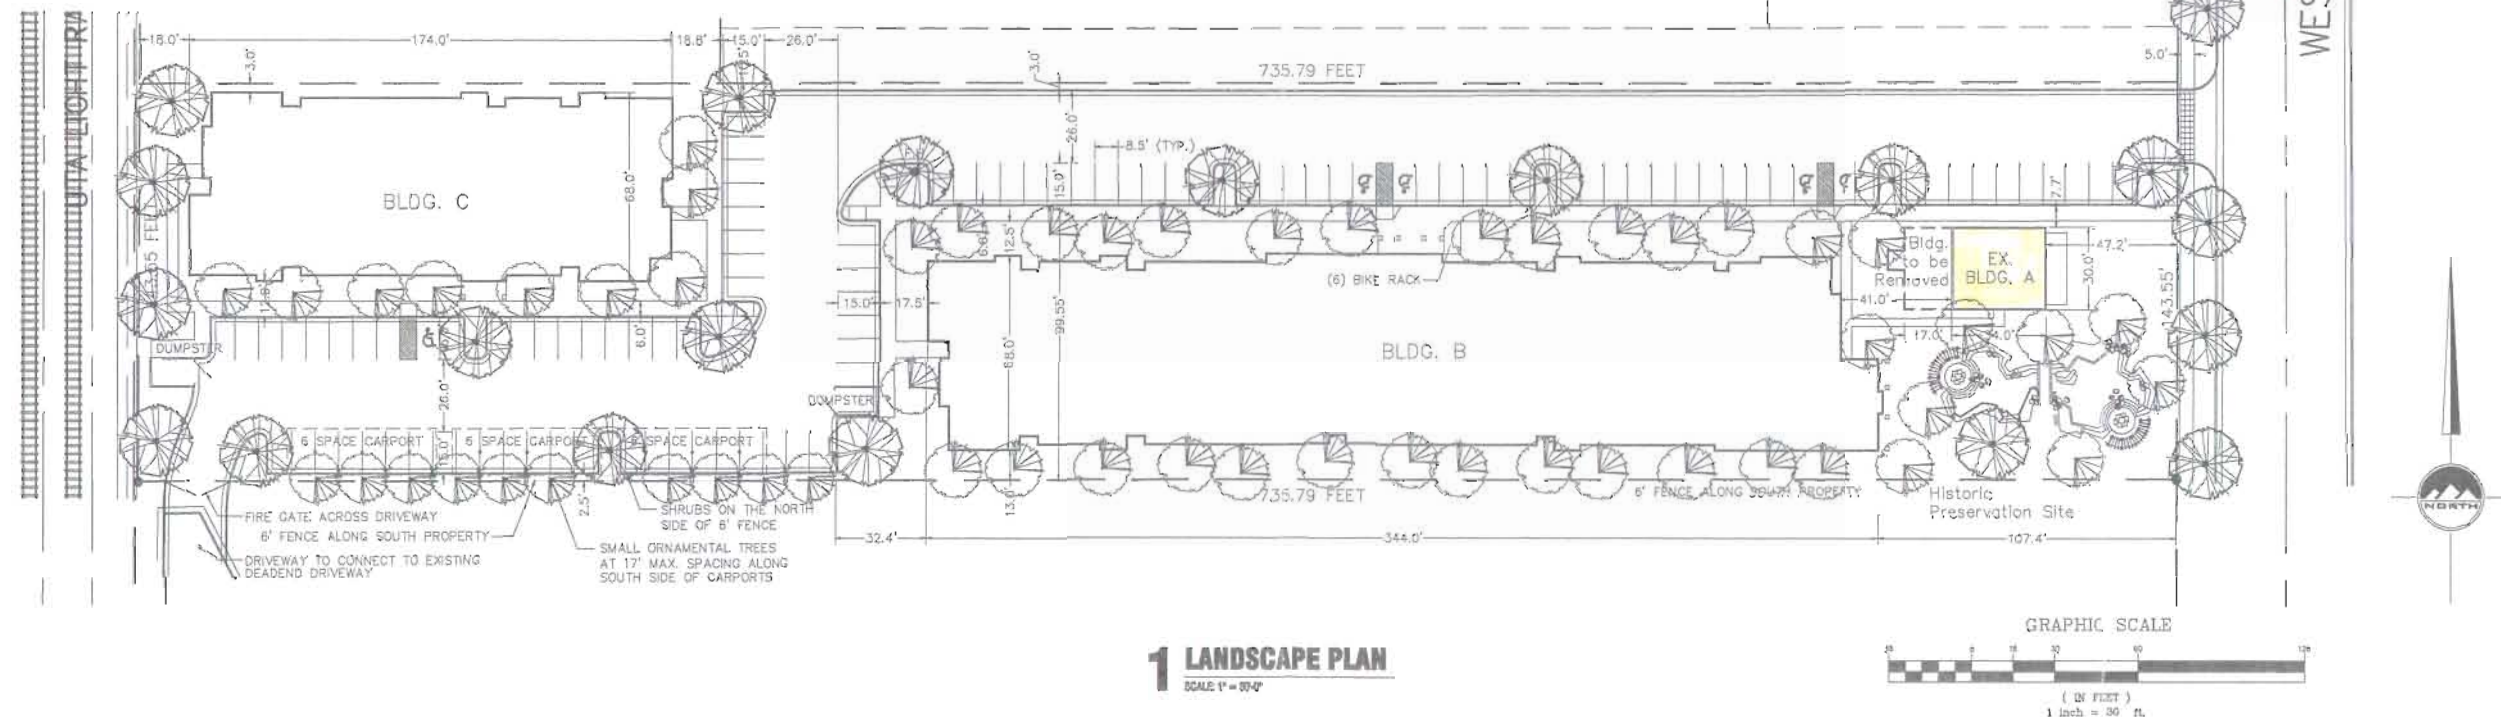 18.0'
174.0'
18.8'
15.0'
26.0'
3.0'
3.0'
735.79 FEET
5.0'
WES
UTA LIGHT RA
BLDG. C
68.0'
26.0'
8.5' (TYP.)
15.0'
7.7'
12.5'
Bldg.
to be
Removed
EX.
BLDG. A
47.2'
30.0'
143.55'
41.0'
17.0'
(6) BIKE RACK
15.0'
17.5'
99.55'
68.0'
BLDG. B
6.0'
DUMPSTER
26.0'
DUMPSTER
6 SPACE CARPORT
6 SPACE CARPORT
SPACE CARPORT
15.0'
2.5'
735.79 FEET
13.0'
6' FENCE ALONG SOUTH PROPERTY
Historic
Preservation Site
FIRE GATE ACROSS DRIVEWAY
6' FENCE ALONG SOUTH PROPERTY
DRIVEWAY TO CONNECT TO EXISTING
DEADEND DRIVEWAY
SHRUBS ON THE NORTH
SIDE OF 6' FENCE
SMALL ORNAMENTAL TREES
AT 17' MAX. SPACING ALONG
SOUTH SIDE OF CARPORTS
32.4'
344.0'
107.4'
NORTH
1 LANDSCAPE PLAN
GRAPHIC SCALE
0 15 30 60 120
( IN FEET )
1 inch = 30 ft.